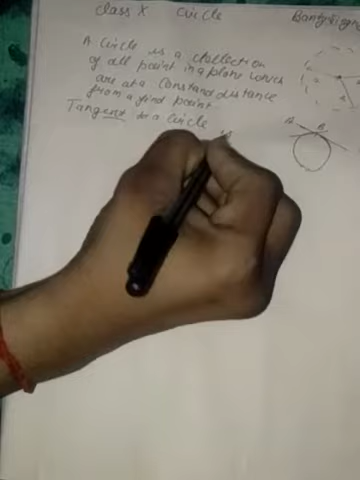 Class X Circle
A Circle is a Collection
of all point in a plane which
are at a Constant distance
from a find point.
Tangent to a Circle